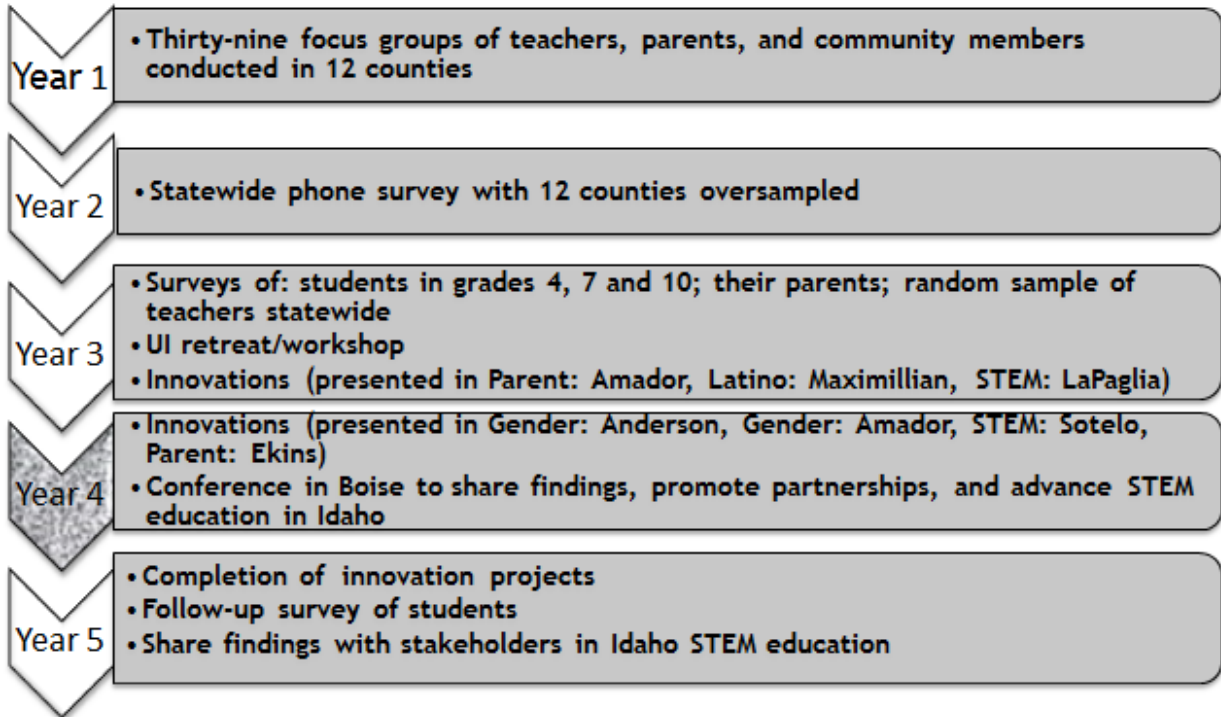 Year 1
• Thirty-nine focus groups of teachers, parents, and community members
conducted in 12 counties
Year 2
• Statewide phone survey with 12 counties oversampled
Year 3
• Surveys of: students in grades 4, 7 and 10; their parents; random sample of
teachers statewide
• UI retreat/workshop
• Innovations (presented in Parent: Amador, Latino: Maximillian, STEM: LaPaglia)
Year 4
• Innovations (presented in Gender: Anderson, Gender: Amador, STEM: Sotelo,
Parent: Ekins)
• Conference in Boise to share findings, promote partnerships, and advance STEM
education in Idaho
Year 5
• Completion of innovation projects
• Follow-up survey of students
• Share findings with stakeholders in Idaho STEM education